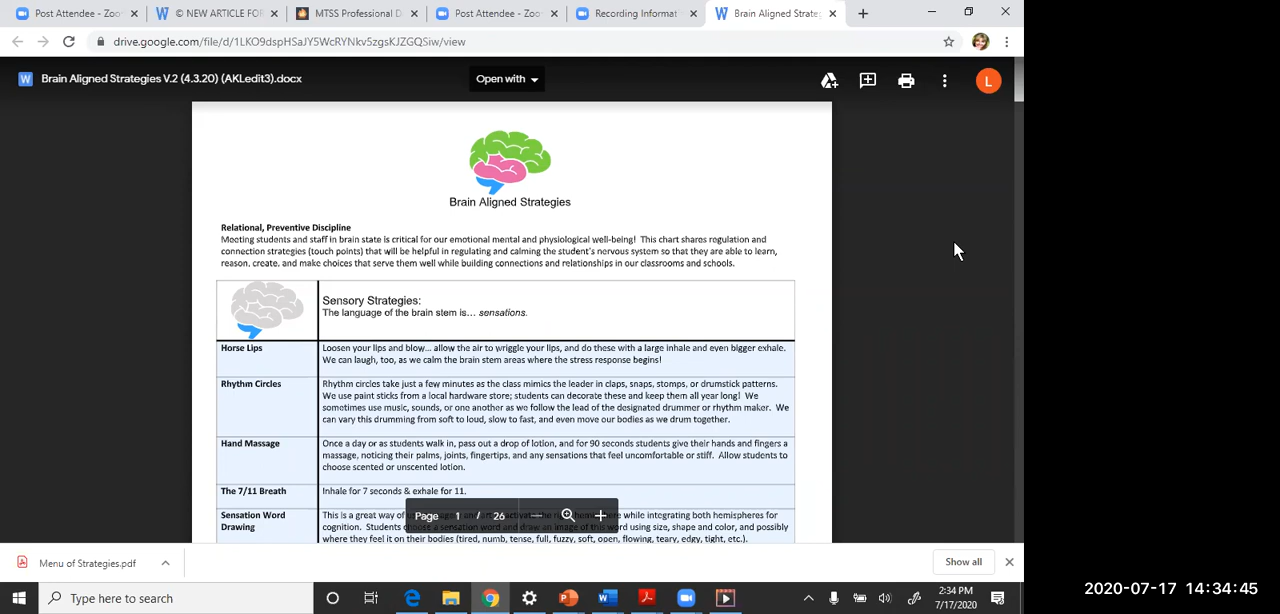 Post Attendee - Zoo
© NEW ARTICLE FOR
MTSS Professional D
Post Attendee - Zoo
Recording Informat
Brain Aligned Strate
drive.google.com/file/d/1LKO9dspHSaJY5WcRYNkv5zgsKJZGQSiw/view
Brain Aligned Strategies V.2 (4.3.20) (AKLedit3).docx
Open with
L
Brain Aligned Strategies
Relational, Preventive Discipline
Meeting students and staff in brain state is critical for our emotional mental and physiological well-being! This chart shares regulation and
connection strategies (touch points) that will be helpful in regulating and calming the student's nervous system so that they are able to learn,
reason, create, and make choices that serve them well while building connections and relationships in our classrooms and schools.
Sensory Strategies:
The language of the brain stem is... sensations.
Horse Lips
Loosen your lips and blow... allow the air to wriggle your lips, and do these with a large inhale and even bigger exhale.
We can laugh, too, as we calm the brain stem areas where the stress response begins!
Rhythm Circles
Rhythm circles take just a few minutes as the class mimics the leader in claps, snaps, stomps, or drumstick patterns.
We use paint sticks from a local hardware store; students can decorate these and keep them all year long! We
sometimes use music, sounds, or one another as we follow the lead of the designated drummer or rhythm maker. We
can vary this drumming from soft to loud, slow to fast, and even move our bodies as we drum together.
Hand Massage
Once a day or as students walk in, pass out a drop of lotion, and for 90 seconds students give their hands and fingers a
massage, noticing their palms, joints, fingertips, and any sensations that feel uncomfortable or stiff. Allow students to
choose scented or unscented lotion.
The 7/11 Breath
Inhale for 7 seconds & exhale for 11.
Sensation Word
Drawing
This is a great way of while integrating both hemispheres for
cognition. Students choose a sensation word and draw an image of this word using size, shape and color, and possibly
where they feel it on their bodies (tired, numb, tense, full, fuzzy, soft, open, flowing, teary, edgy, tight, etc.).
Page 1 / 26
Menu of Strategies.pdf
Show all
Type here to search
2:34 PM
7/17/2020
2020-07-17 14:34:45